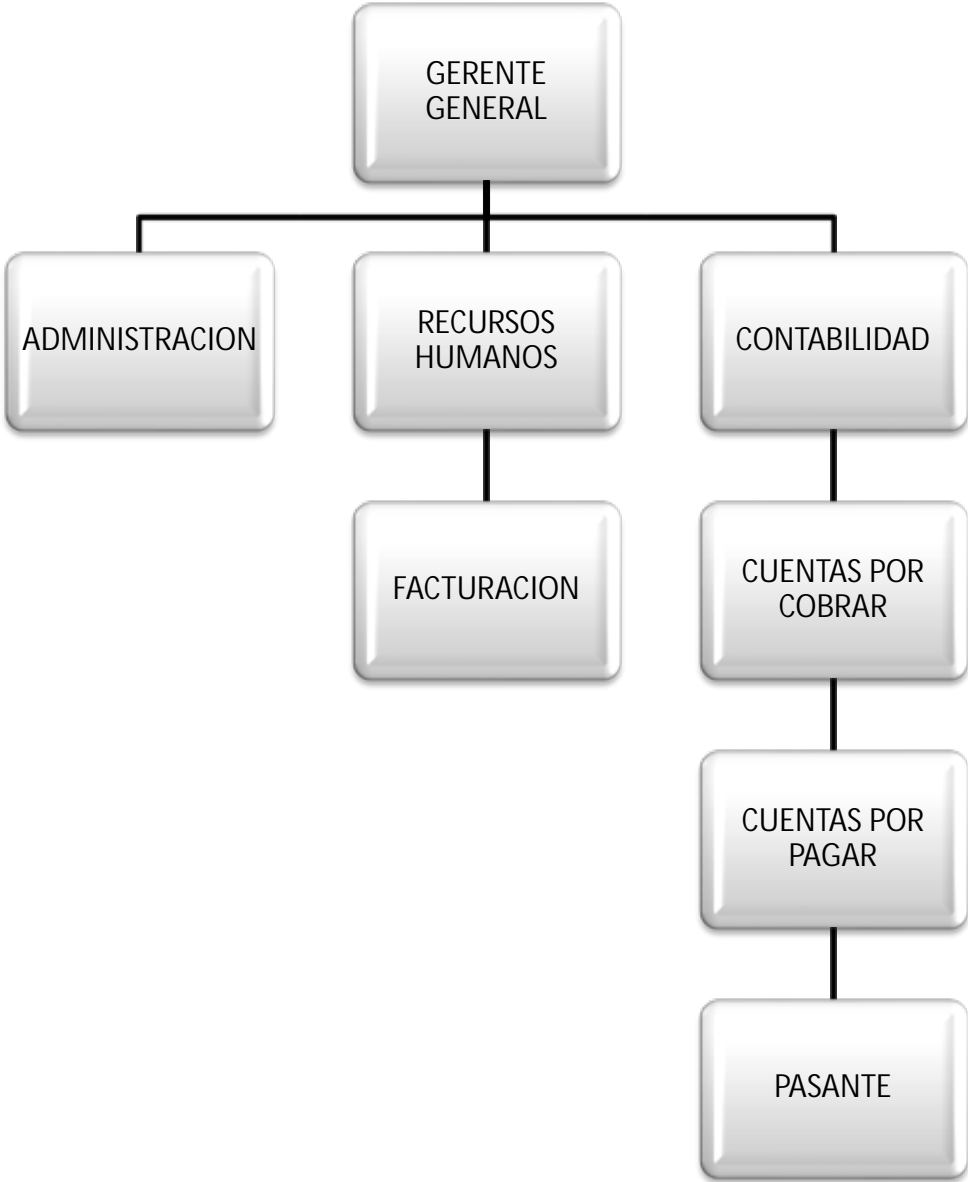 GERENTE
GENERAL
ADMINISTRACION
RECURSOS
HUMANOS
CONTABILIDAD
FACTURACION
CUENTAS POR
COBRAR
CUENTAS POR
PAGAR
PASANTE